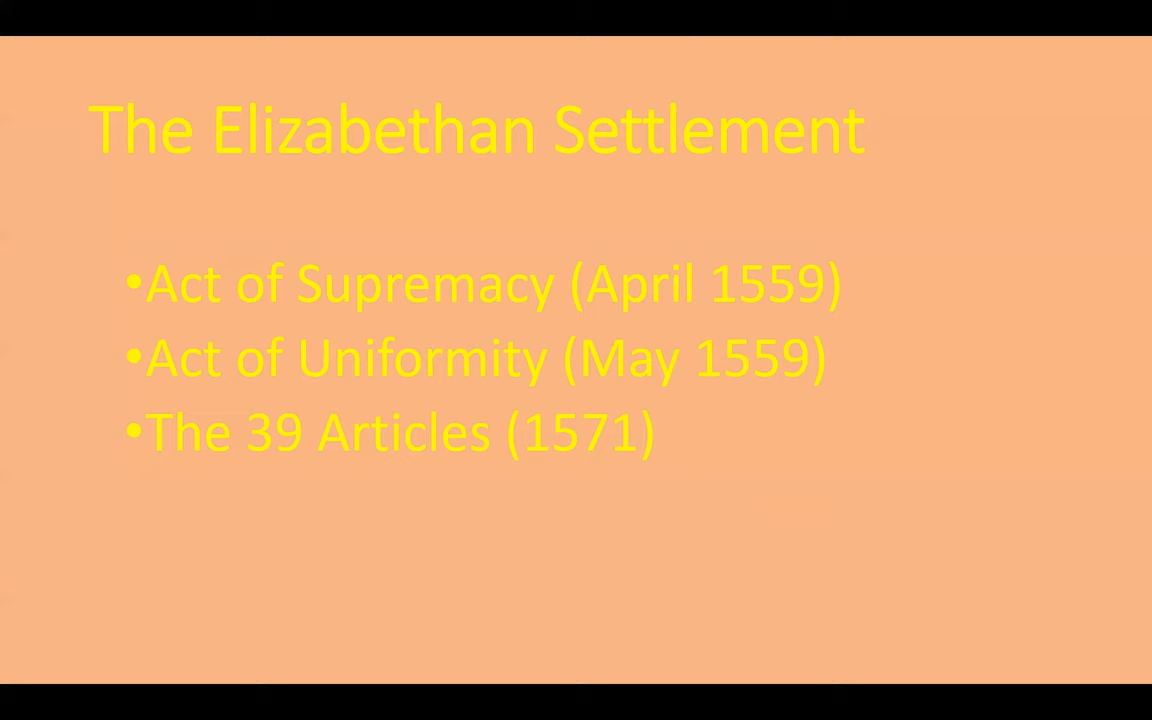 The Elizabethan Settlement
•Act of Supremacy (April 1559)
•Act of Uniformity (May 1559)
•The 39 Articles (1571)